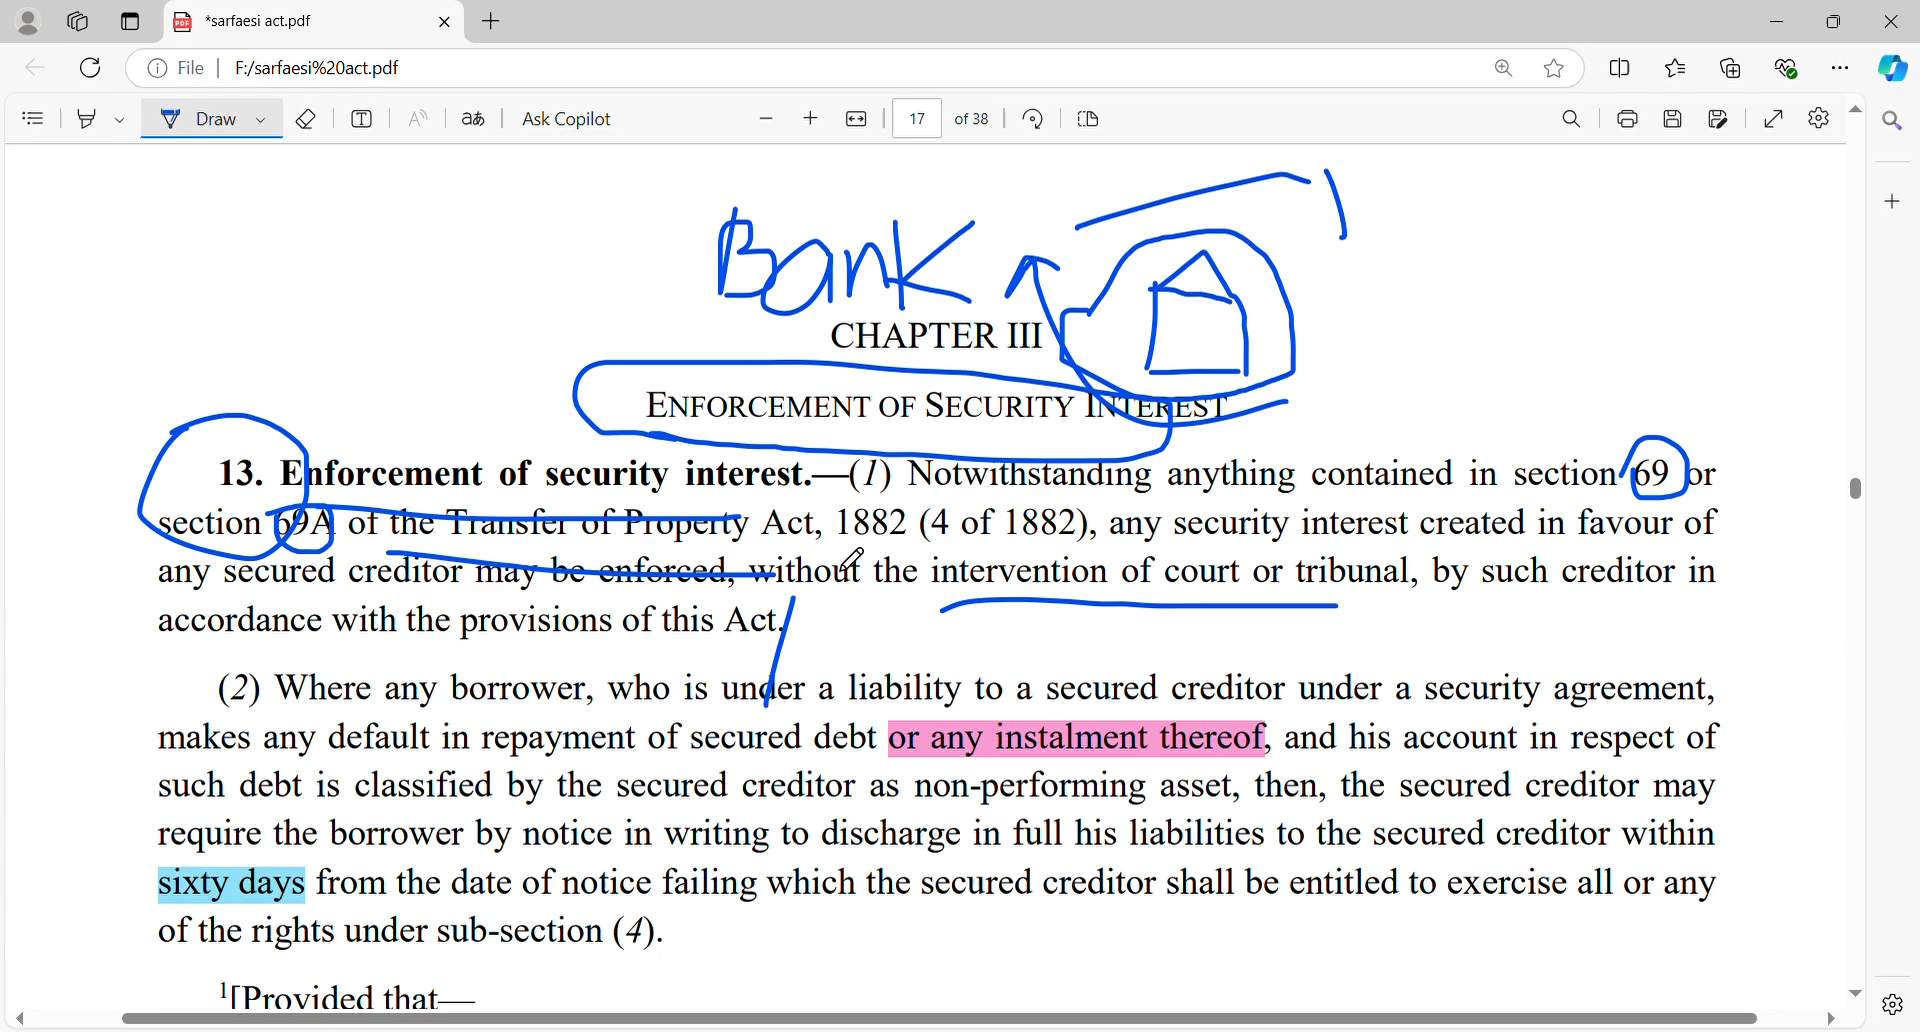 *sarfaesi act.pdf
File F:/sarfaesi%20act.pdf
Draw T aあ Ask Copilot 17 of 38
Bank
CHAPTER III
ENFORCEMENT OF SECURITY INTEREST
13. Enforcement of security interest.—(1) Notwithstanding anything contained in section 69 or
section 69A of the Transfer of Property Act, 1882 (4 of 1882), any security interest created in favour of
any secured creditor may be enforced, without the intervention of court or tribunal, by such creditor in
accordance with the provisions of this Act.
(2) Where any borrower, who is under a liability to a secured creditor under a security agreement,
makes any default in repayment of secured debt or any instalment thereof, and his account in respect of
such debt is classified by the secured creditor as non-performing asset, then, the secured creditor may
require the borrower by notice in writing to discharge in full his liabilities to the secured creditor within
sixty days from the date of notice failing which the secured creditor shall be entitled to exercise all or any
of the rights under sub-section (4).
1[Provided that—